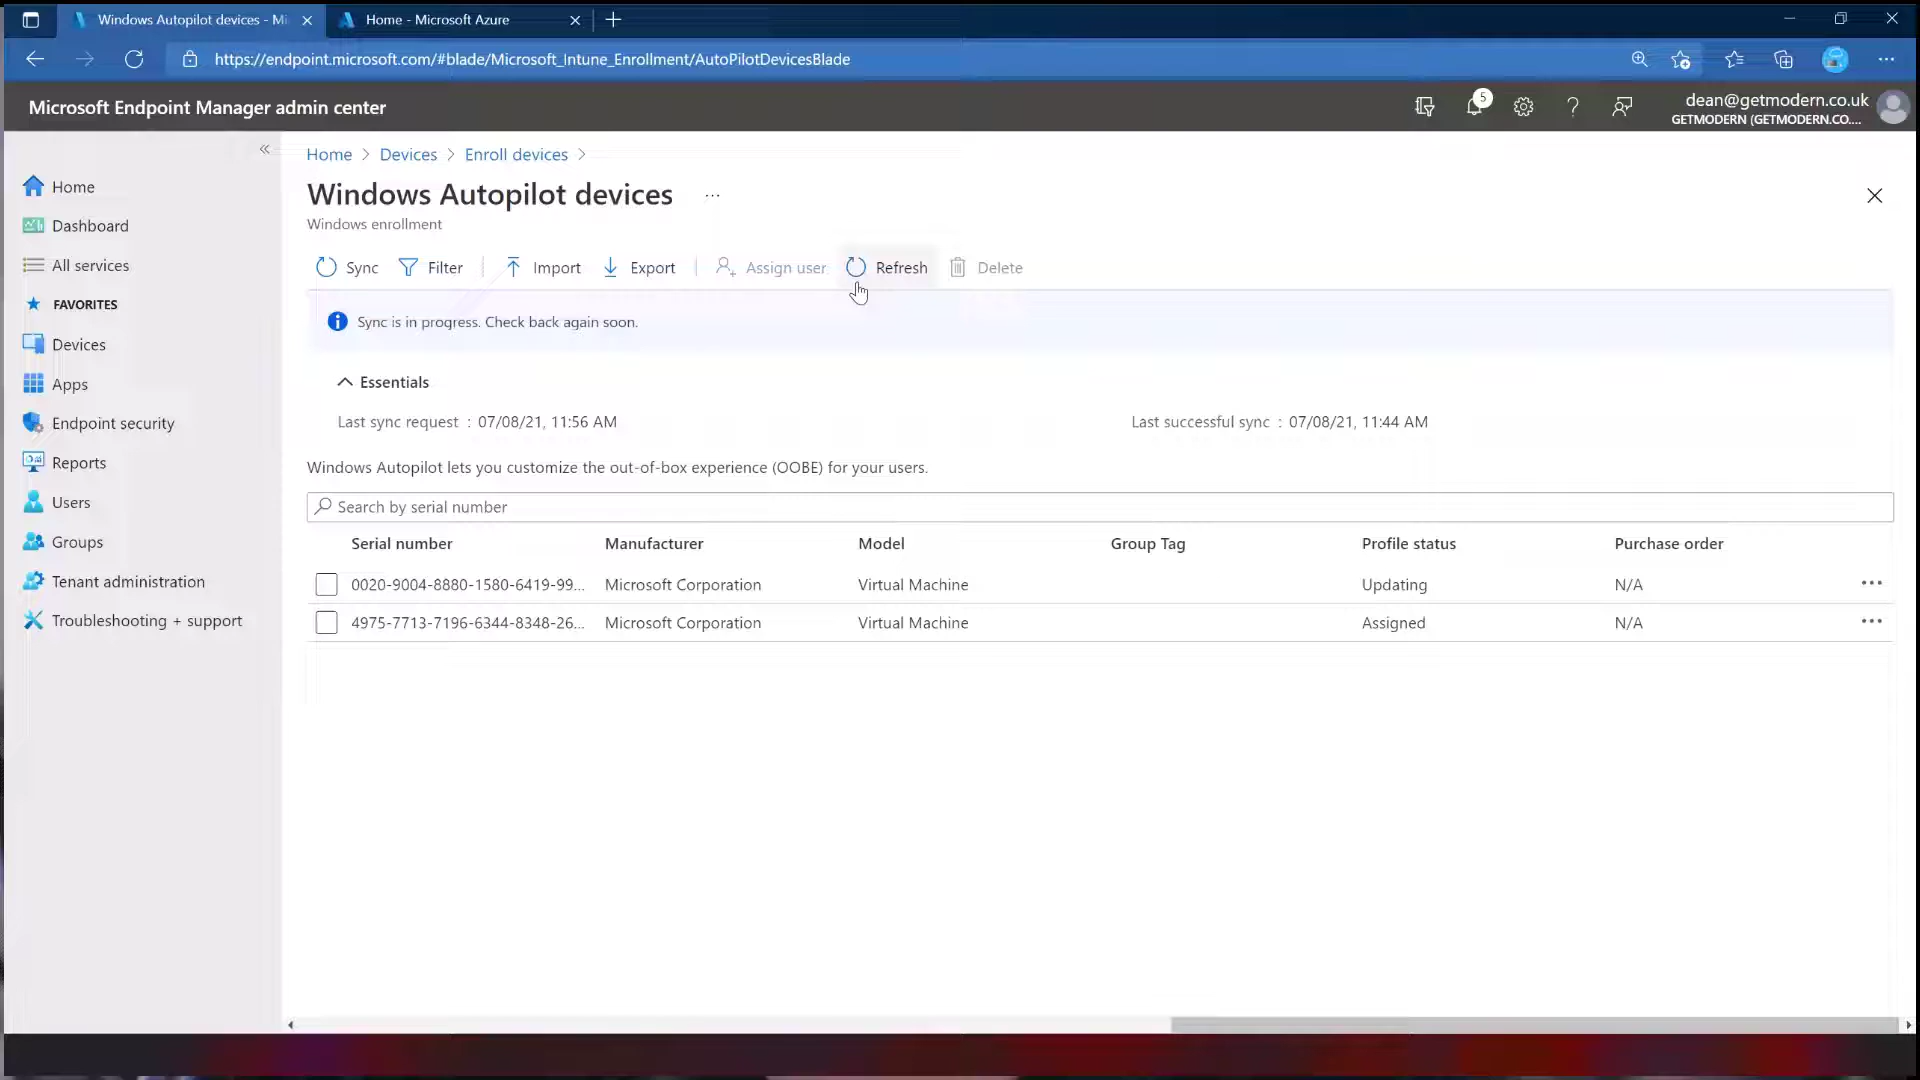 Windows Autopilot devices - Mi
Home - Microsoft Azure
https://endpoint.microsoft.com/#blade/Microsoft_Intune_Enrollment/AutoPilotDevicesBlade
Microsoft Endpoint Manager admin center
5
dean@getmodern.co.uk
GETMODERN (GETMODERN.CO....
Home
Dashboard
All services
FAVORITES
Devices
Apps
Endpoint security
Reports
Users
Groups
Tenant administration
Troubleshooting + support
Home > Devices > Enroll devices >
Windows Autopilot devices ...
Windows enrollment
Sync Filter Import Export Assign user Refresh Delete
Sync is in progress. Check back again soon.
Essentials
Last sync request : 07/08/21, 11:56 AM Last successful sync : 07/08/21, 11:44 AM
Windows Autopilot lets you customize the out-of-box experience (OOBE) for your users.
Search by serial number
Serial number Manufacturer Model Group Tag Profile status Purchase order
0020-9004-8880-1580-6419-99... Microsoft Corporation Virtual Machine Updating N/A ...
4975-7713-7196-6344-8348-26... Microsoft Corporation Virtual Machine Assigned N/A ...